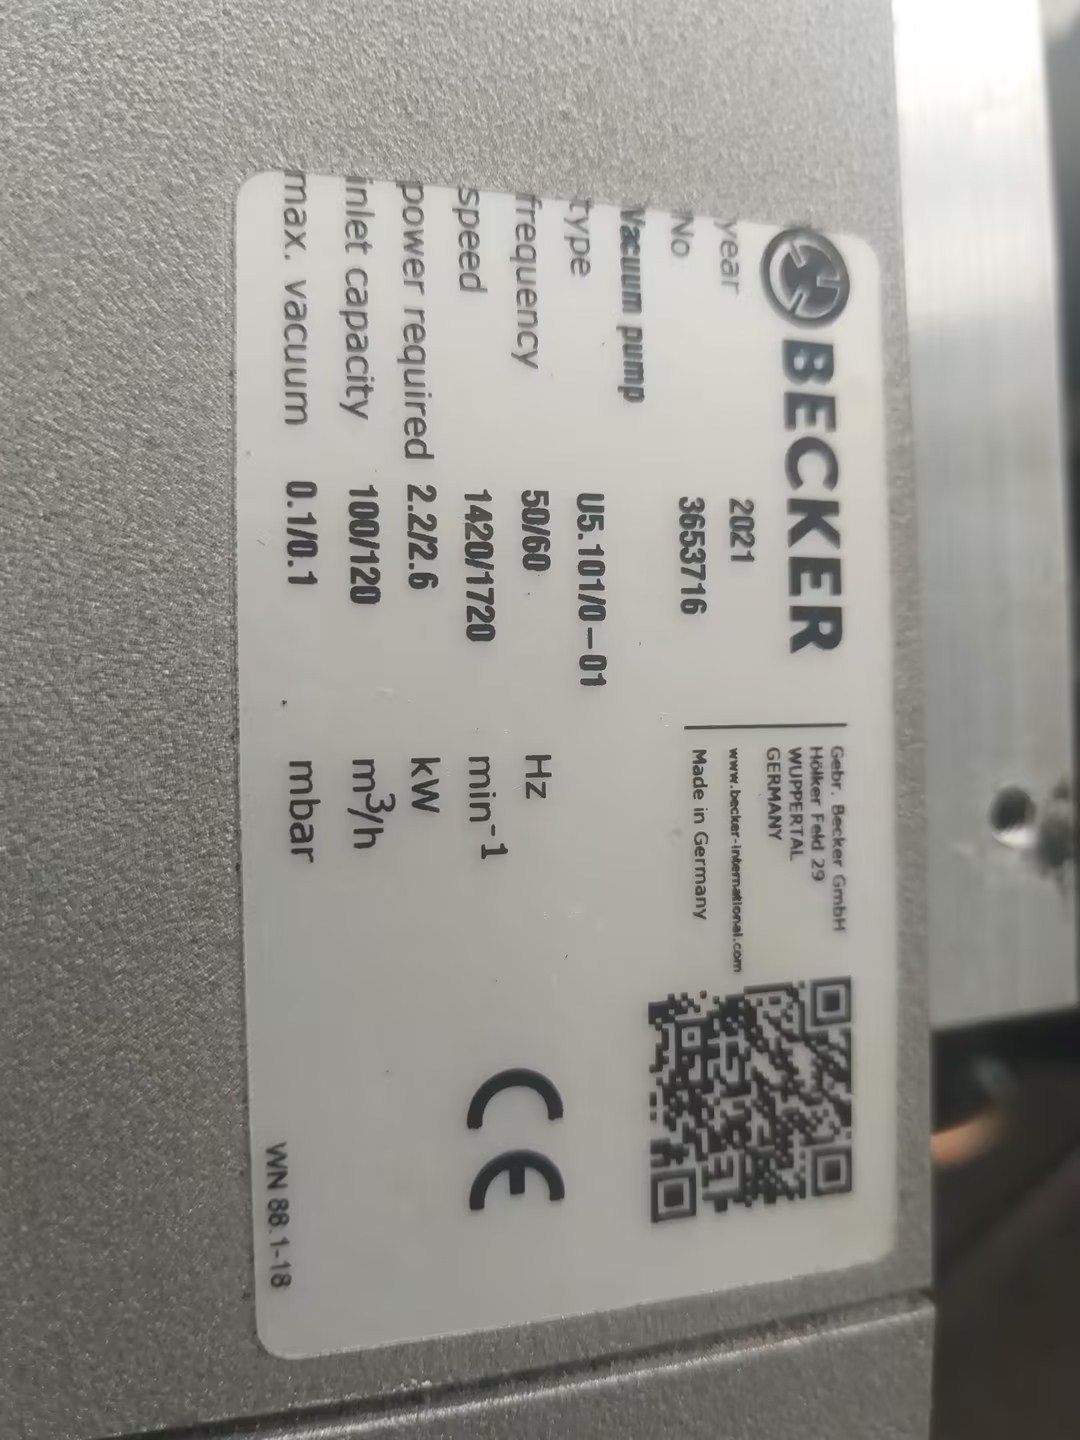 BECKER
Gebr. Becker GmbH
Hölker Feld 29
WUPPERTAL
GERMANY
www.becker-international.com
Made in Germany
year 2021
No 3653716
Vacuum pump
type U5.101/0-01
frequency 50/60 Hz
speed 1420/1720 min-1
power required 2.2/2.6 kW
inlet capacity 100/120 m³/h
max. vacuum 0.1/0.1 mbar
CE
WN 88.1-18